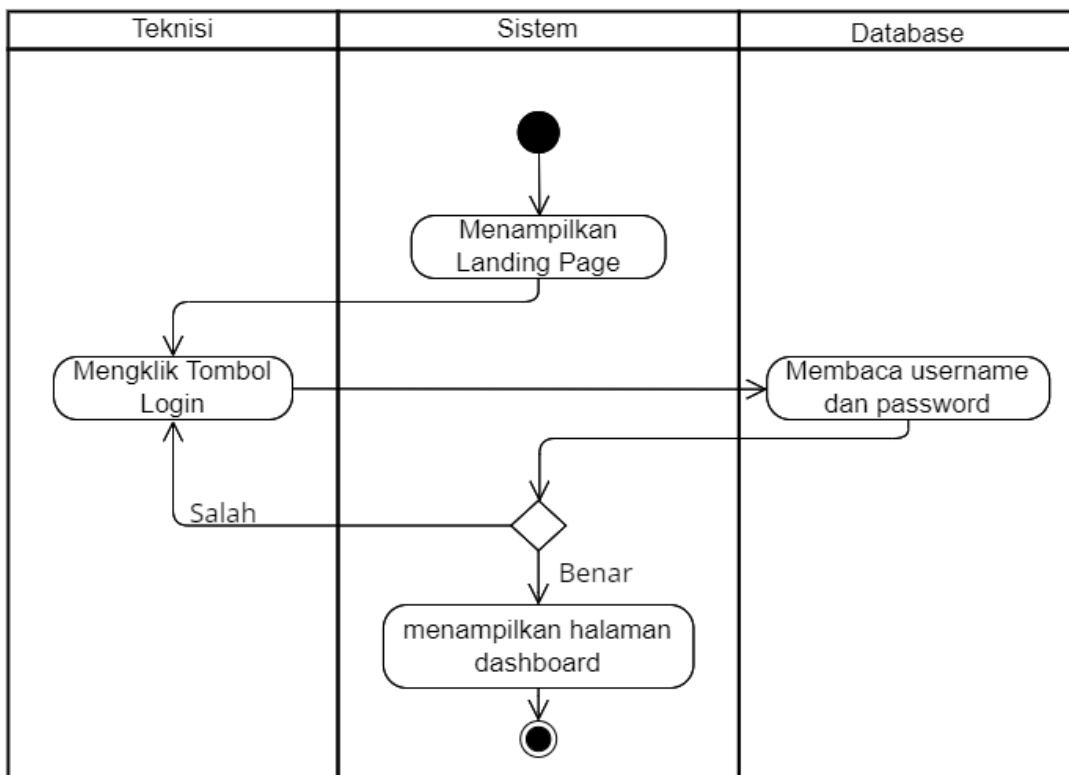 Teknisi
Sistem
Database
Menampilkan
Landing Page
Mengklik Tombol
Login
Membaca username
dan password
Salah
Benar
menampilkan halaman
dashboard